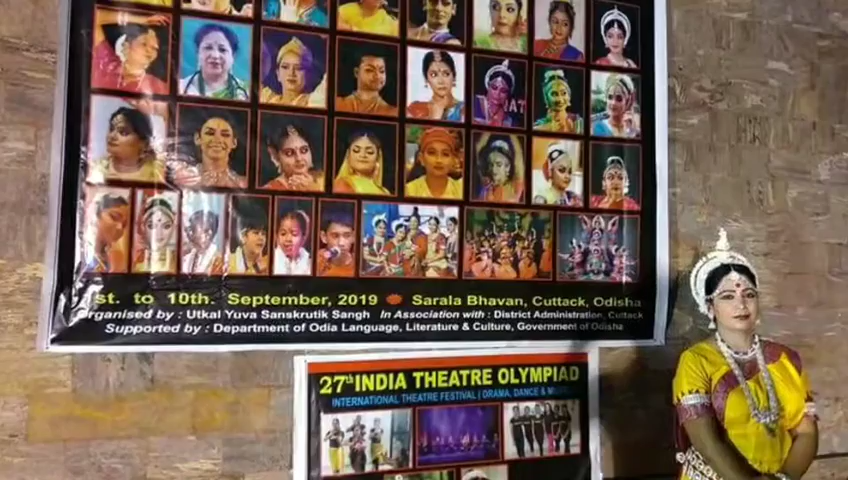 st. to 10th. September, 2019 Sarala Bhavan, Cuttack, Odisha
Organised by : Utkal Yuva Sanskrutik Sangh In Association with : District Administration, Cuttack
Supported by : Department of Odia Language, Literature & Culture, Government of Odisha
27th INDIA THEATRE OLYMPIAD
INTERNATIONAL THEATRE FESTIVAL ( DRAMA, DANCE &